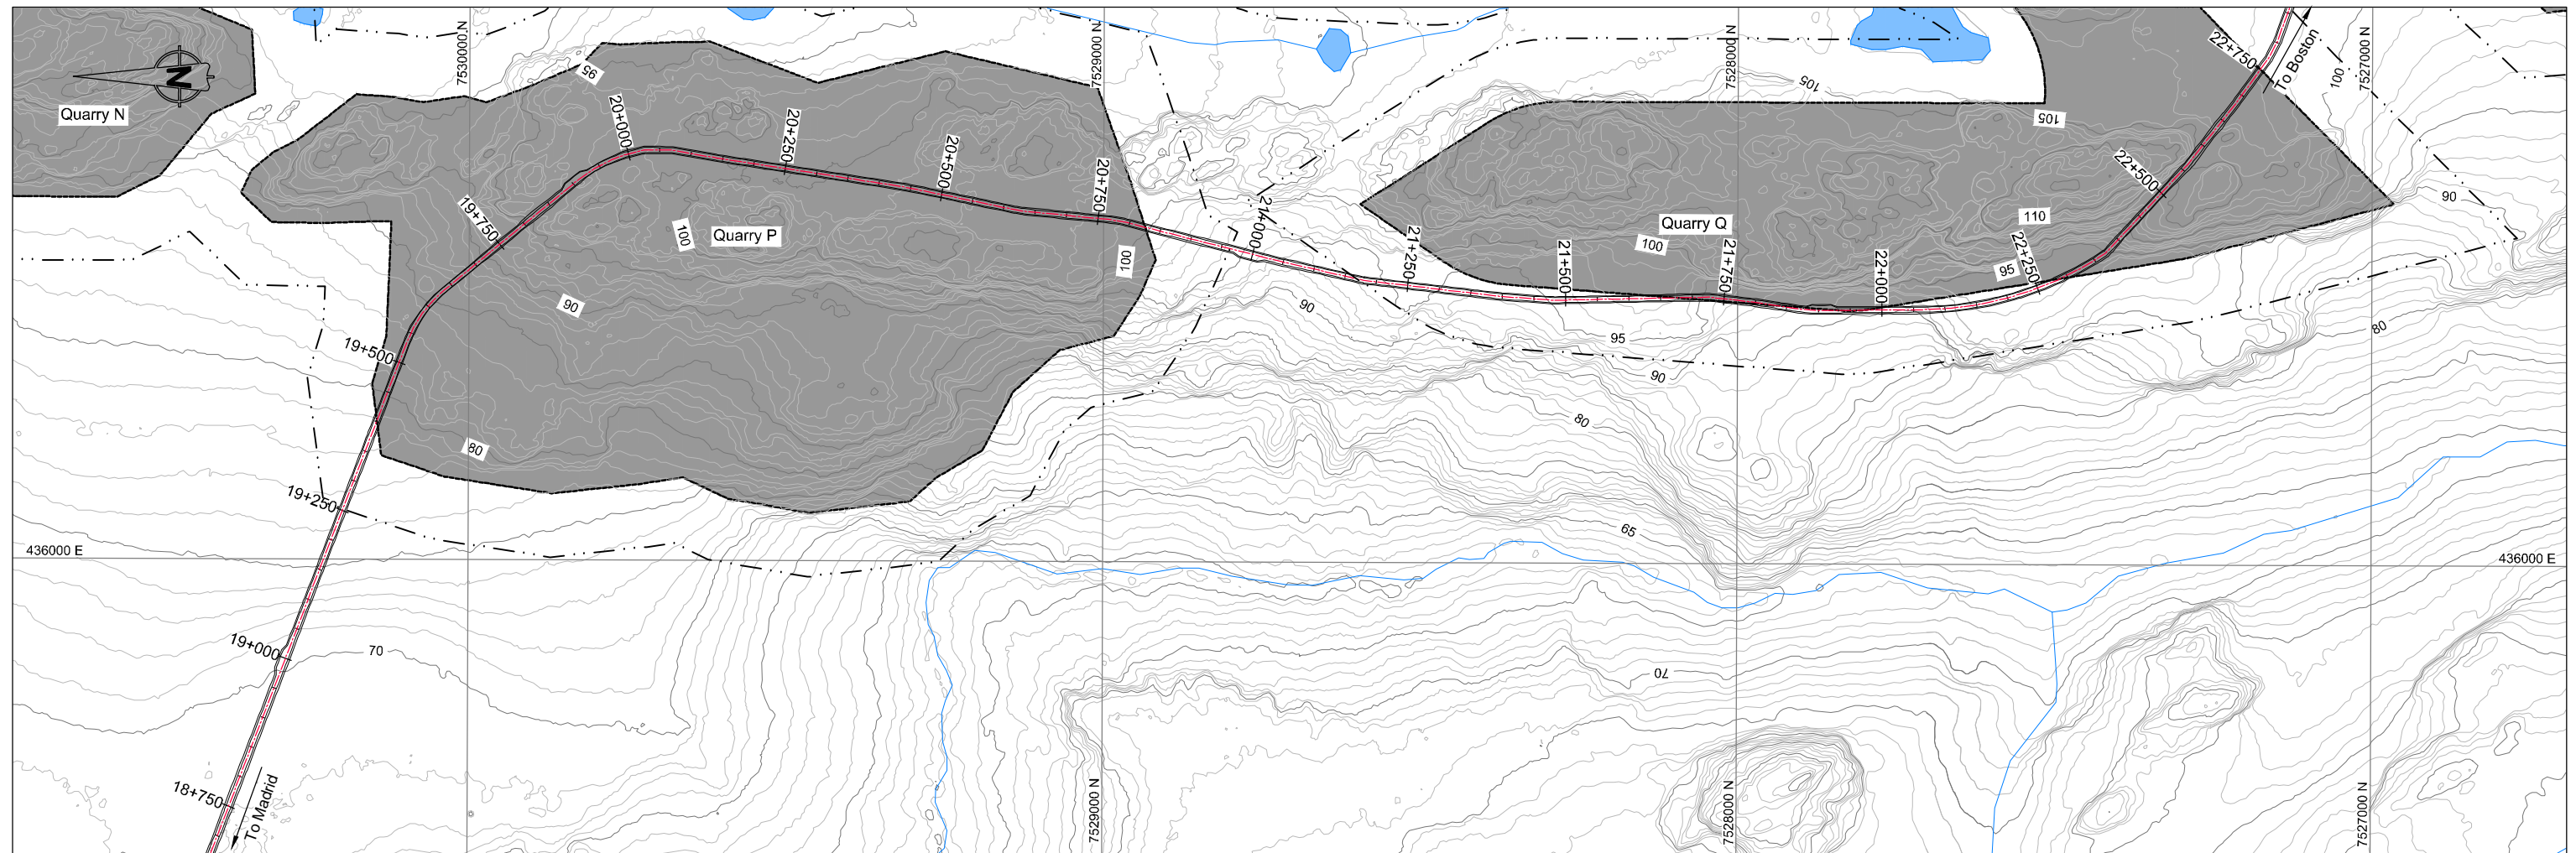 7530000 N
7529000 N
7528000 N
7527000 N
22+750
To Boston
100
N
95
105
Quarry N
20+000
20+250
105
20+500
22+500
20+750
90
19+750
21+000
110
Quarry P
100
Quarry Q
100
21+250
22+250
100
21+500
21+750
22+000
95
90
90
80
19+500
95
90
80
80
19+250
65
436000 E
436000 E
19+000
70
70
18+750
To Madrid
7529000 N
7528000 N
7527000 N